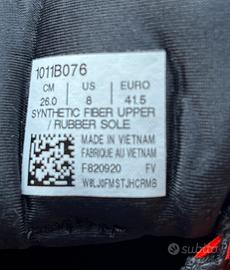 1011B076
CM US EURO
26.0 8 41.5
SYNTHETIC FIBER UPPER
/ RUBBER SOLE
MADE IN VIETNAM
FABRIQUE AU VIETNAM
F820920 FV
subito